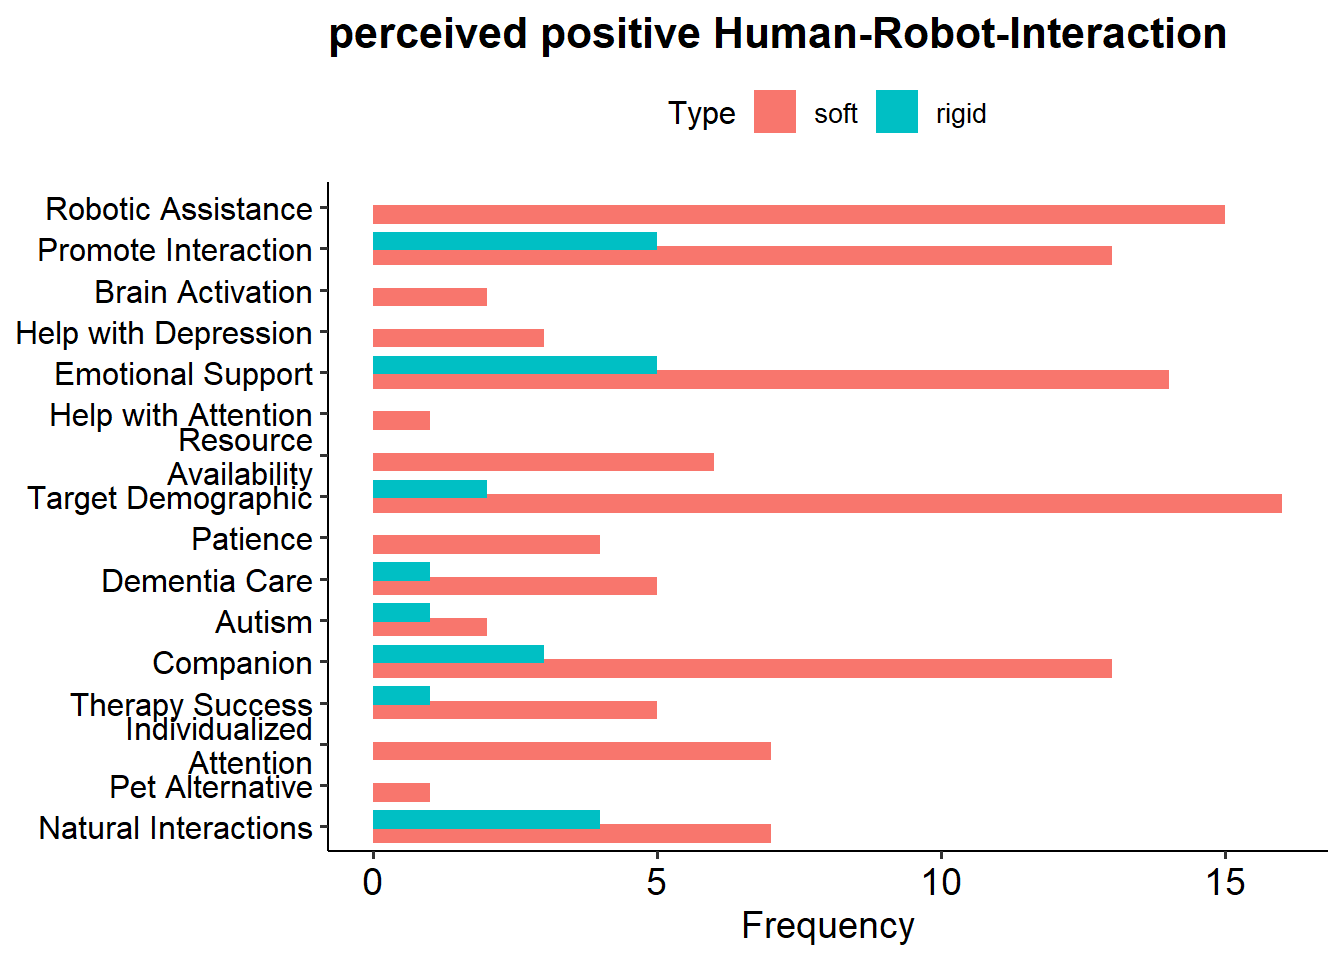 perceived positive Human-Robot-Interaction
Type soft rigid
Robotic Assistance
Promote Interaction
Brain Activation
Help with Depression
Emotional Support
Help with Attention
Resource
Availability
Target Demographic
Patience
Dementia Care
Autism
Companion
Therapy Success
Individualized
Attention
Pet Alternative
Natural Interactions
0 5 10 15
Frequency